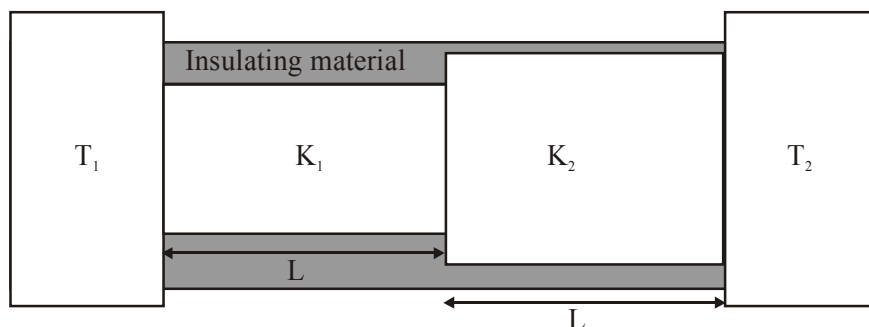 Insulating material
T₁
K₁
K₂
T₂
L
L